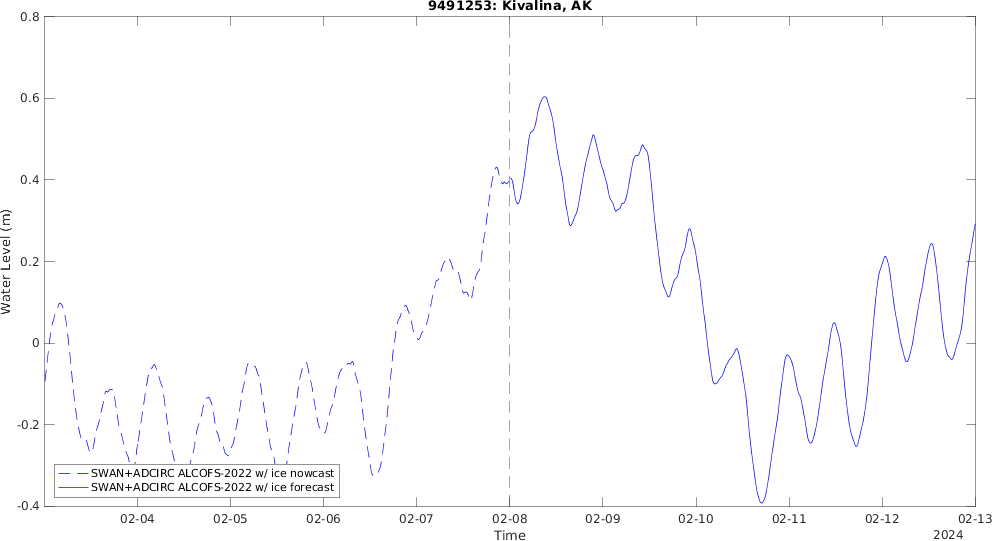 9491253: Kivalina, AK
0.8
0.6
0.4
0.2
0
-0.2
-0.4
Water Level (m)
SWAN+ADCIRC ALCOFS-2022 w/ ice nowcast
SWAN+ADCIRC ALCOFS-2022 w/ ice forecast
02-04 02-05 02-06 02-07 02-08 02-09 02-10 02-11 02-12 02-13
Time
2024